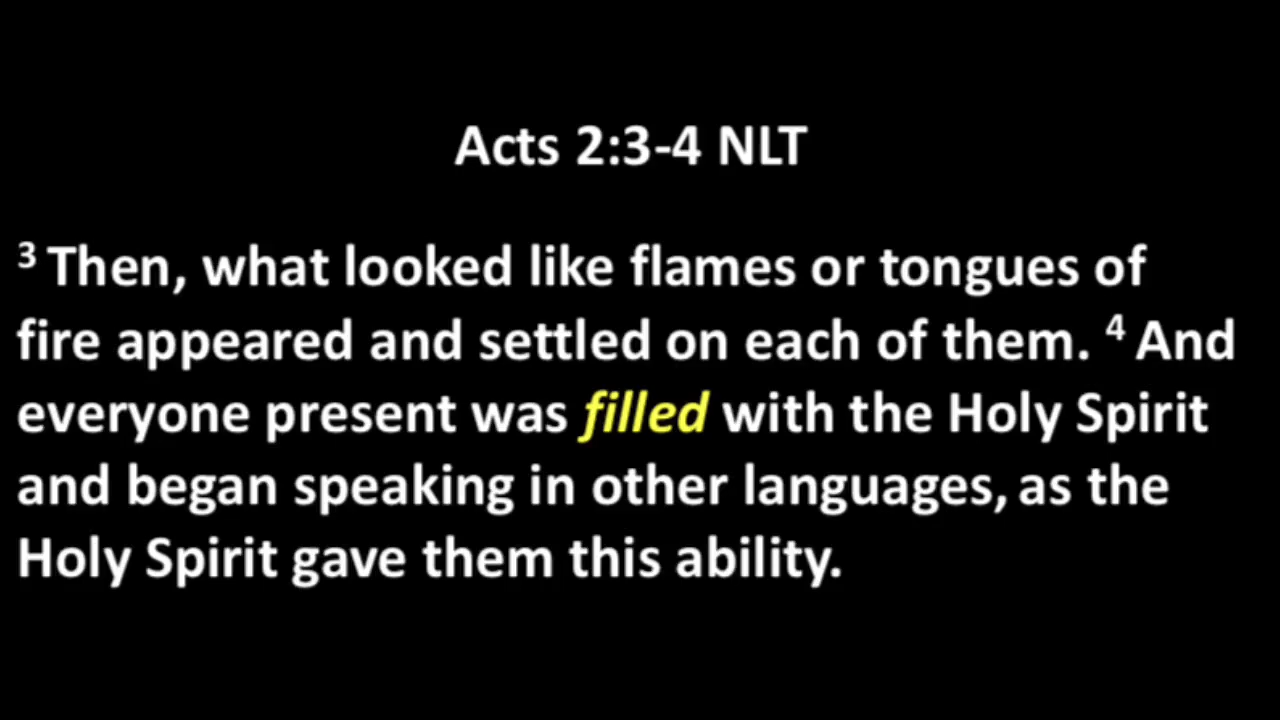 Acts 2:3-4 NLT
³ Then, what looked like flames or tongues of
fire appeared and settled on each of them. ⁴ And
everyone present was filled with the Holy Spirit
and began speaking in other languages, as the
Holy Spirit gave them this ability.